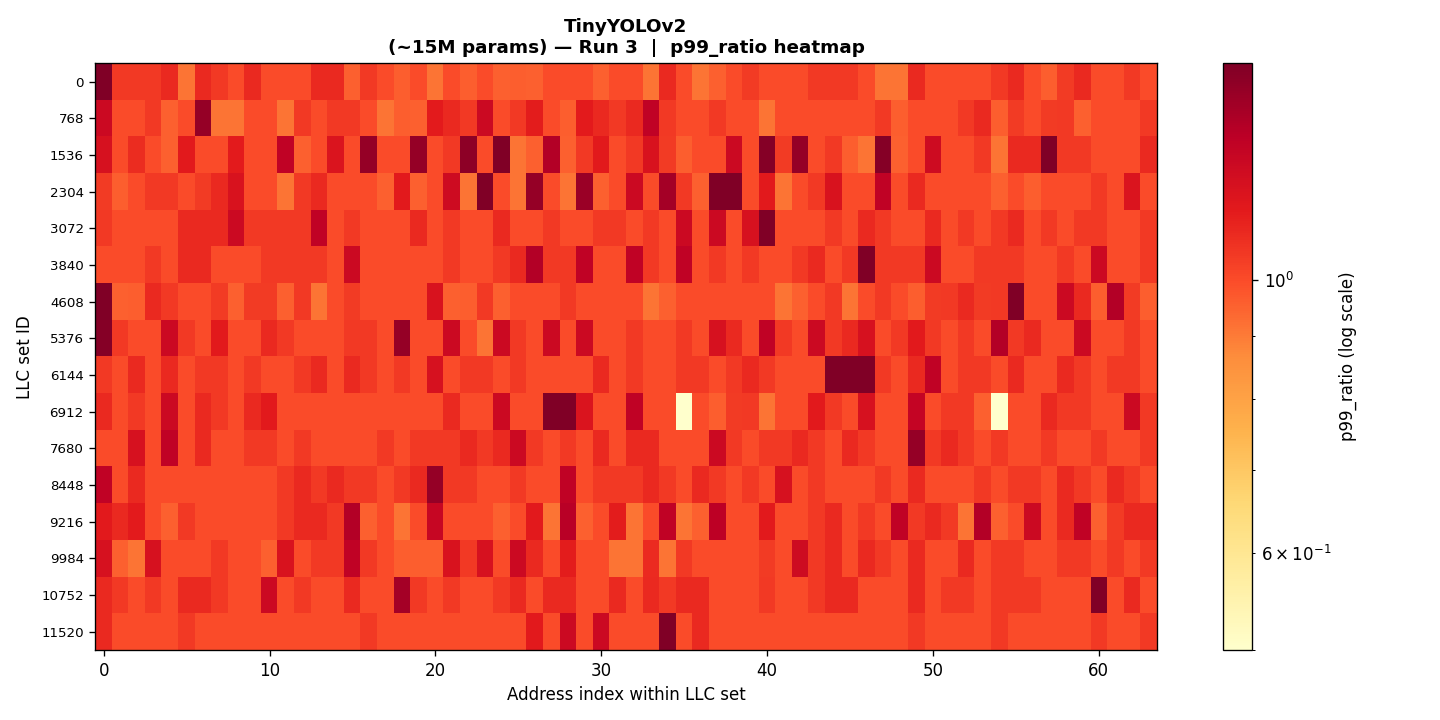 TinyYOLOv2
(~15M params) — Run 3 | p99_ratio heatmap
LLC set ID
0
768
1536
2304
3072
3840
4608
5376
6144
6912
7680
8448
9216
9984
10752
11520
0 10 20 30 40 50 60
Address index within LLC set
10⁰
6 × 10⁻¹
p99_ratio (log scale)